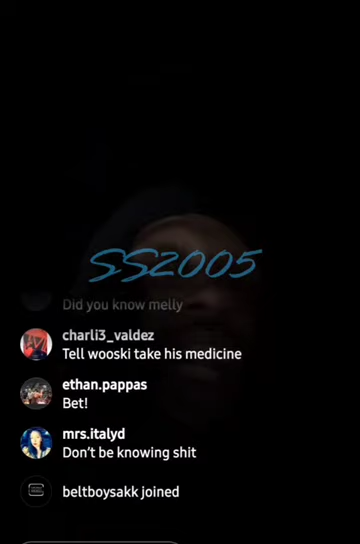 SS2005
Did you know melly
charli3_valdez
Tell wooski take his medicine
ethan.pappas
Bet!
mrs.italyd
Don't be knowing shit
beltboysakk joined